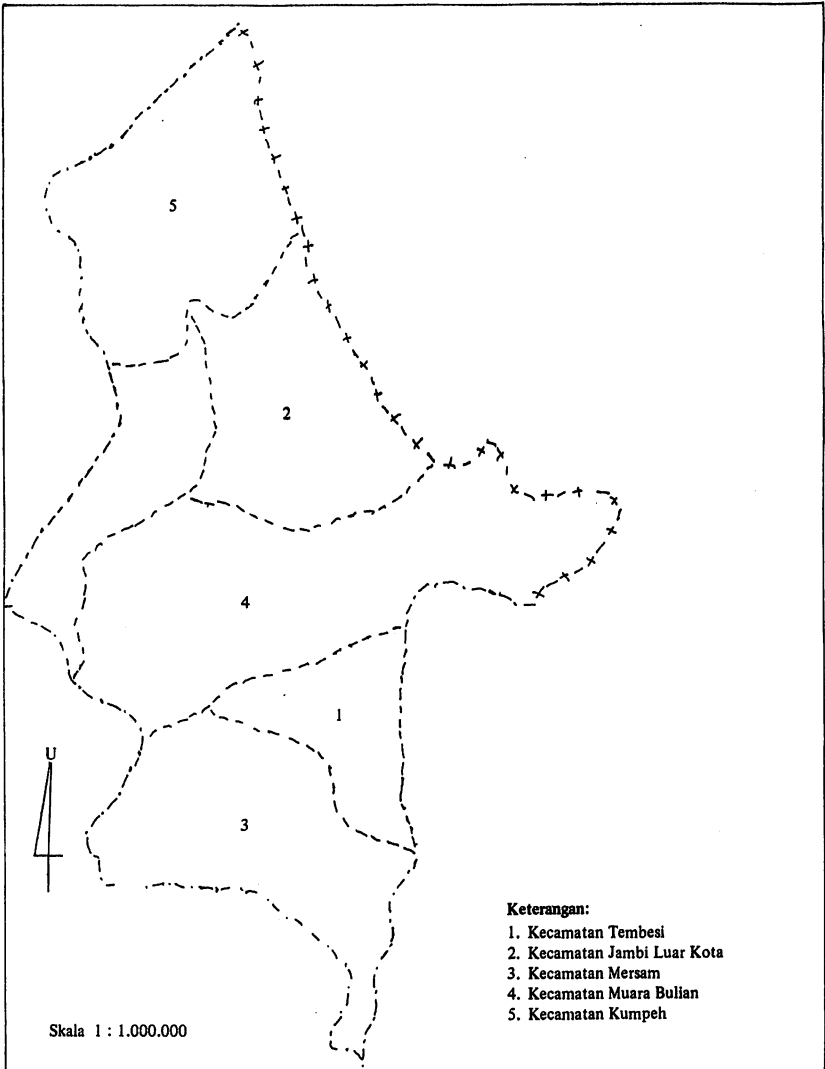 5
2
4
1
U
3
Keterangan:
1. Kecamatan Tembesi
2. Kecamatan Jambi Luar Kota
3. Kecamatan Mersam
4. Kecamatan Muara Bulian
5. Kecamatan Kumpeh
Skala 1 : 1.000.000